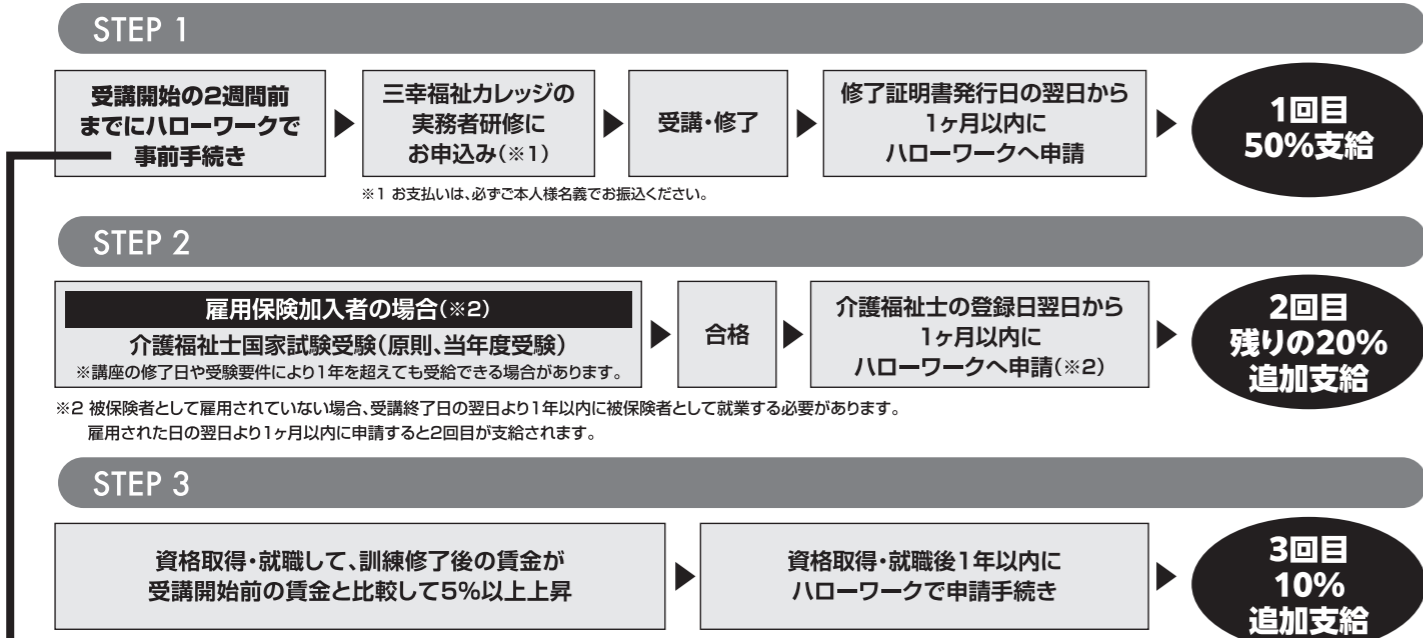 STEP 1
受講開始の2週間前
までにハローワークで
事前手続き
三幸福祉カレッジの
実務者研修に
お申込み(※1)
受講・修了
修了証明書発行日の翌日から
1ヶ月以内に
ハローワークへ申請
1回目
50%支給
※1 お支払いは、必ずご本人様名義でお振込ください。
STEP 2
雇用保険加入者の場合(※2)
介護福祉士国家試験受験(原則、当年度受験)
※講座の修了日や受験要件により1年を超えても受給できる場合があります。
合格
介護福祉士の登録日翌日から
1ヶ月以内に
ハローワークへ申請(※2)
2回目
残りの20%
追加支給
※2 被保険者として雇用されていない場合、受講終了日の翌日より1年以内に被保険者として就業する必要があります。
雇用された日の翌日より1ヶ月以内に申請すると2回目が支給されます。
STEP 3
資格取得・就職して、訓練修了後の賃金が
受講開始前の賃金と比較して5%以上上昇
資格取得・就職後1年以内に
ハローワークで申請手続き
3回目
10%
追加支給